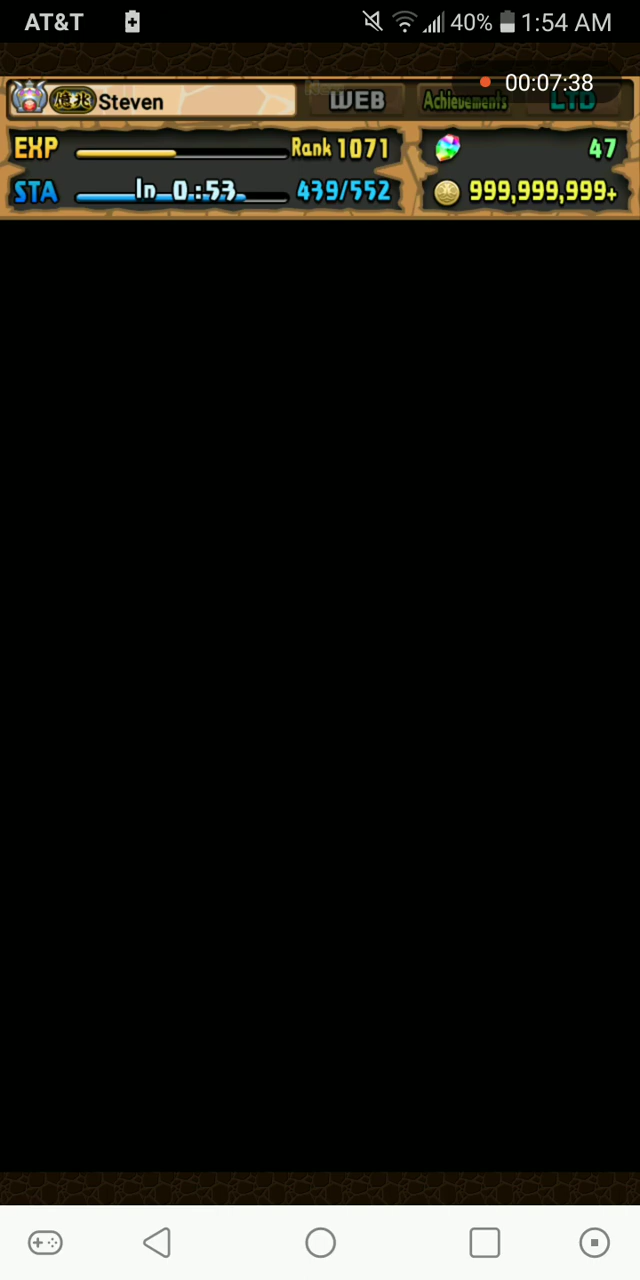 AT&T 40% 1:54 AM
00:07:38
Steven WEB Achievements LTD
EXP Rank 1071 47
STA In 0:53 439/552 999,999,999+